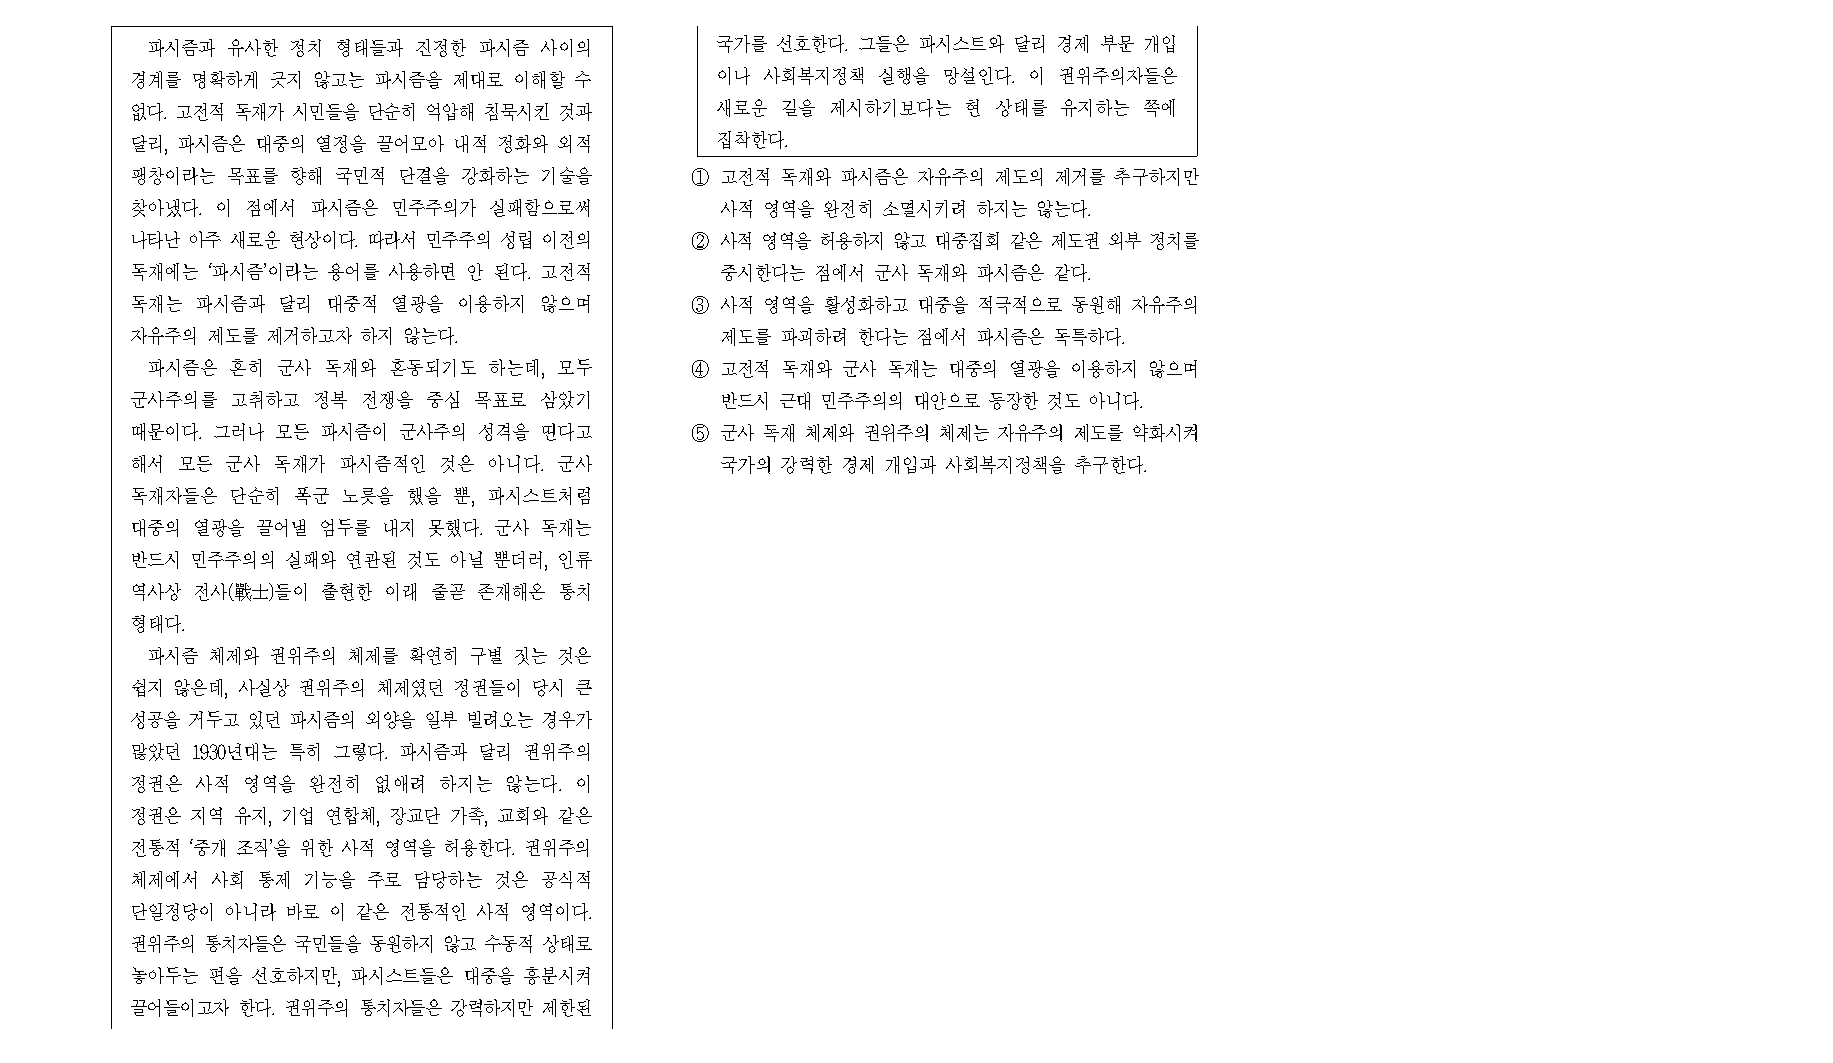 파시즘과 유사한 정치 형태들과 진정한 파시즘 사이의
경계를 명확하게 긋지 않고는 파시즘을 제대로 이해할 수
없다. 고전적 독재가 시민들을 단순히 억압해 침묵시킨 것과
달리, 파시즘은 대중의 열정을 끌어모아 내적 정화와 외적
팽창이라는 목표를 향해 국민적 단결을 강화하는 기술을
찾아냈다. 이 점에서 파시즘은 민주주의가 실패함으로써
나타난 아주 새로운 현상이다. 따라서 민주주의 성립 이전의
독재에는 ‘파시즘’이라는 용어를 사용하면 안 된다. 고전적
독재는 파시즘과 달리 대중적 열광을 이용하지 않으며
자유주의 제도를 제거하고자 하지 않는다.
파시즘은 흔히 군사 독재와 혼동되기도 하는데, 모두
군사주의를 고취하고 정복 전쟁을 중심 목표로 삼았기
때문이다. 그러나 모든 파시즘이 군사주의 성격을 띤다고
해서 모든 군사 독재가 파시즘적인 것은 아니다. 군사
독재자들은 단순히 폭군 노릇을 했을 뿐, 파시스트처럼
대중의 열광을 끌어낼 엄두를 내지 못했다. 군사 독재는
반드시 민주주의의 실패와 연관된 것도 아닐 뿐더러, 인류
역사상 전사(戰士)들이 출현한 이래 줄곧 존재해온 통치
형태다.
파시즘 체제와 권위주의 체제를 확연히 구별 짓는 것은
쉽지 않은데, 사실상 권위주의 체제였던 정권들이 당시 큰
성공을 거두고 있던 파시즘의 외양을 일부 빌려오는 경우가
많았던 1930년대는 특히 그렇다. 파시즘과 달리 권위주의
정권은 사적 영역을 완전히 없애려 하지는 않는다. 이
정권은 지역 유지, 기업 연합체, 장교단 가족, 교회와 같은
전통적 ‘중개 조직’을 위한 사적 영역을 허용한다. 권위주의
체제에서 사회 통제 기능을 주로 담당하는 것은 공식적
단일정당이 아니라 바로 이 같은 전통적인 사적 영역이다.
권위주의 통치자들은 국민들을 동원하지 않고 수동적 상태로
놓아두는 편을 선호하지만, 파시스트들은 대중을 흥분시켜
끌어들이고자 한다. 권위주의 통치자들은 강력하지만 제한된
국가를 선호한다. 그들은 파시스트와 달리 경제 부문 개입
이나 사회복지정책 실행을 망설인다. 이 권위주의자들은
새로운 길을 제시하기보다는 현 상태를 유지하는 쪽에
집착한다.
① 고전적 독재와 파시즘은 자유주의 제도의 제거를 추구하지만
사적 영역을 완전히 소멸시키려 하지는 않는다.
② 사적 영역을 허용하지 않고 대중집회 같은 제도권 외부 정치를
중시한다는 점에서 군사 독재와 파시즘은 같다.
③ 사적 영역을 활성화하고 대중을 적극적으로 동원해 자유주의
제도를 파괴하려 한다는 점에서 파시즘은 독특하다.
④ 고전적 독재와 군사 독재는 대중의 열광을 이용하지 않으며
반드시 근대 민주주의의 대안으로 등장한 것도 아니다.
⑤ 군사 독재 체제와 권위주의 체제는 자유주의 제도를 약화시켜
국가의 강력한 경제 개입과 사회복지정책을 추구한다.